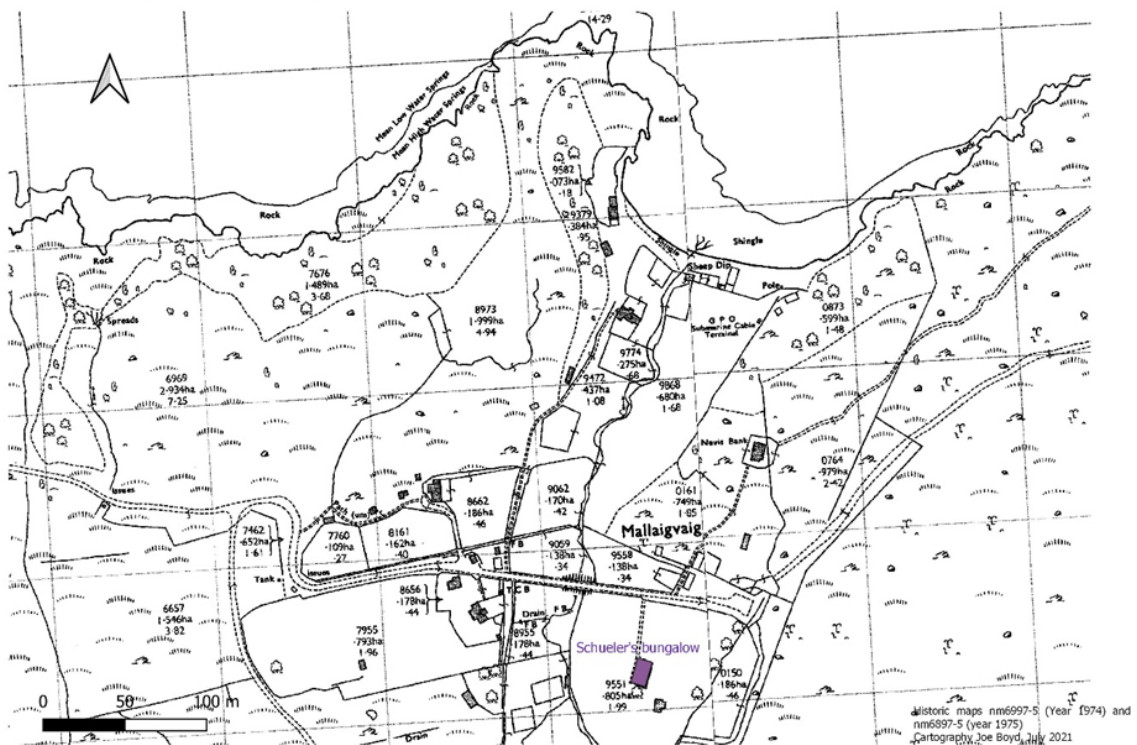 14-29
Rock
Mean Low Water Springs
Mean High Water Springs
Rock
Rock
9582
·073ha
·18
9379
·384ha
·95
Rock
Rock
Rock
Rock
Shingle
Shingle
Sheep Dip
Poles
7676
1·489ha
3·68
8973
1·999ha
4·94
G P O
Submarine Cable
Terminal
0873
·599ha
1·48
Spreads
9774
·275ha
·68
6969
2·934ha
7·25
9472
·437ha
1·08
9868
·680ha
1·68
Nevis Bank
0764
·979ha
2·42
Issues
8662
·186ha
·46
9062
·170ha
·42
0161
·749ha
1·85
Mallaigvaig
7462
·652ha
1·61
7760
·109ha
·27
8161
·162ha
·40
T B
9059
·138ha
·34
9558
·138ha
·34
Tank
Issues
8656
·178ha
·44
T C B
6657
1·546ha
3·82
7955
·793ha
1·96
Drain
F B
8955
·178ha
·44
Schueler's bungalow
9551
·805ha
1·99
0150
·186ha
·46
0 50 100 m
Drain
Historic maps nm6997-5 (Year 1974) and
nm6897-5 (year 1975)
Cartography Joe Boyd, July 2021